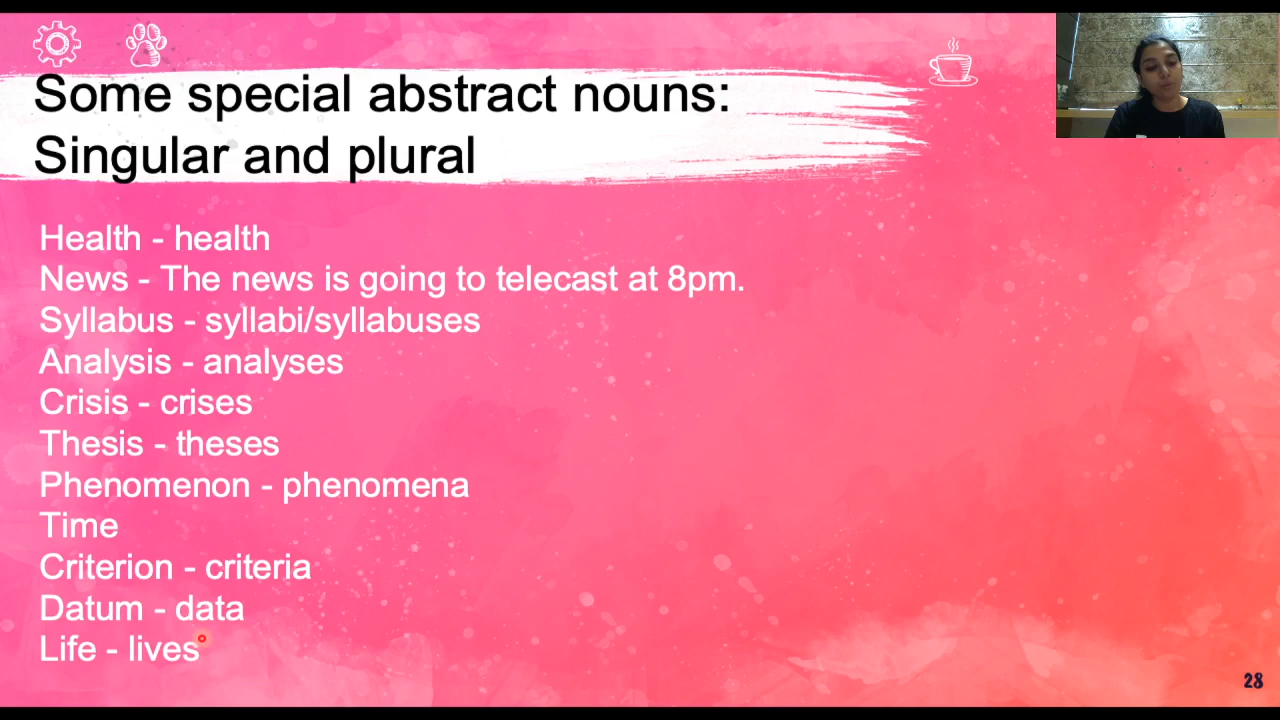 Some special abstract nouns:
Singular and plural
Health - health
News - The news is going to telecast at 8pm.
Syllabus - syllabi/syllabuses
Analysis - analyses
Crisis - crises
Thesis - theses
Phenomenon - phenomena
Time
Criterion - criteria
Datum - data
Life - lives
28